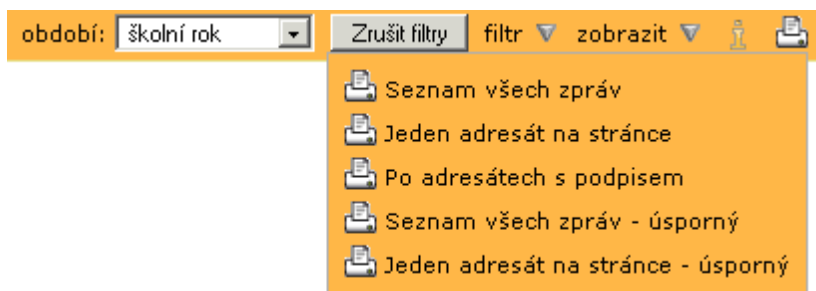 období: školní rok Zrušit filtry filtr zobrazit
Seznam všech zpráv
Jeden adresát na stránce
Po adresátech s podpisem
Seznam všech zpráv - úsporný
Jeden adresát na stránce - úsporný